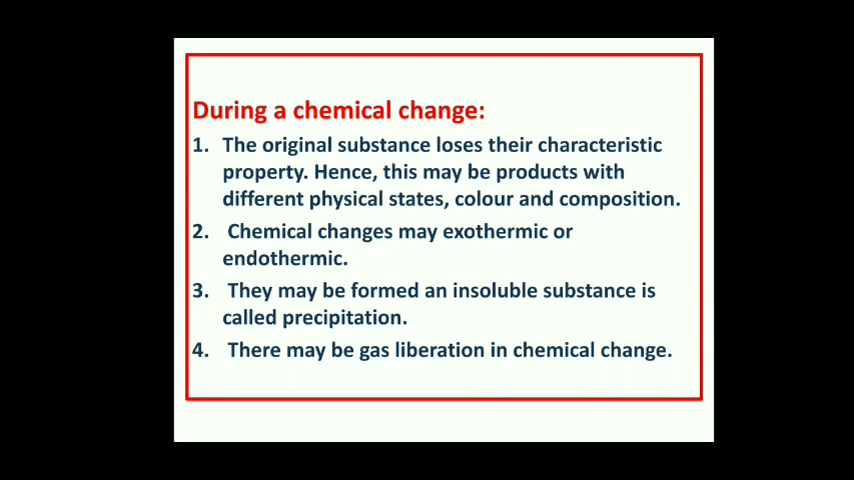 During a chemical change:
1. The original substance loses their characteristic
property. Hence, this may be products with
different physical states, colour and composition.
2. Chemical changes may exothermic or
endothermic.
3. They may be formed an insoluble substance is
called precipitation.
4. There may be gas liberation in chemical change.